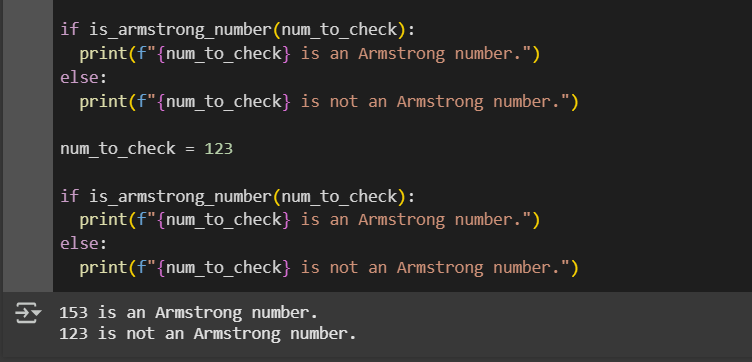 if is_armstrong_number(num_to_check):
  print(f"{num_to_check} is an Armstrong number.")
else:
  print(f"{num_to_check} is not an Armstrong number.")

num_to_check = 123

if is_armstrong_number(num_to_check):
  print(f"{num_to_check} is an Armstrong number.")
else:
  print(f"{num_to_check} is not an Armstrong number.")
153 is an Armstrong number.
123 is not an Armstrong number.